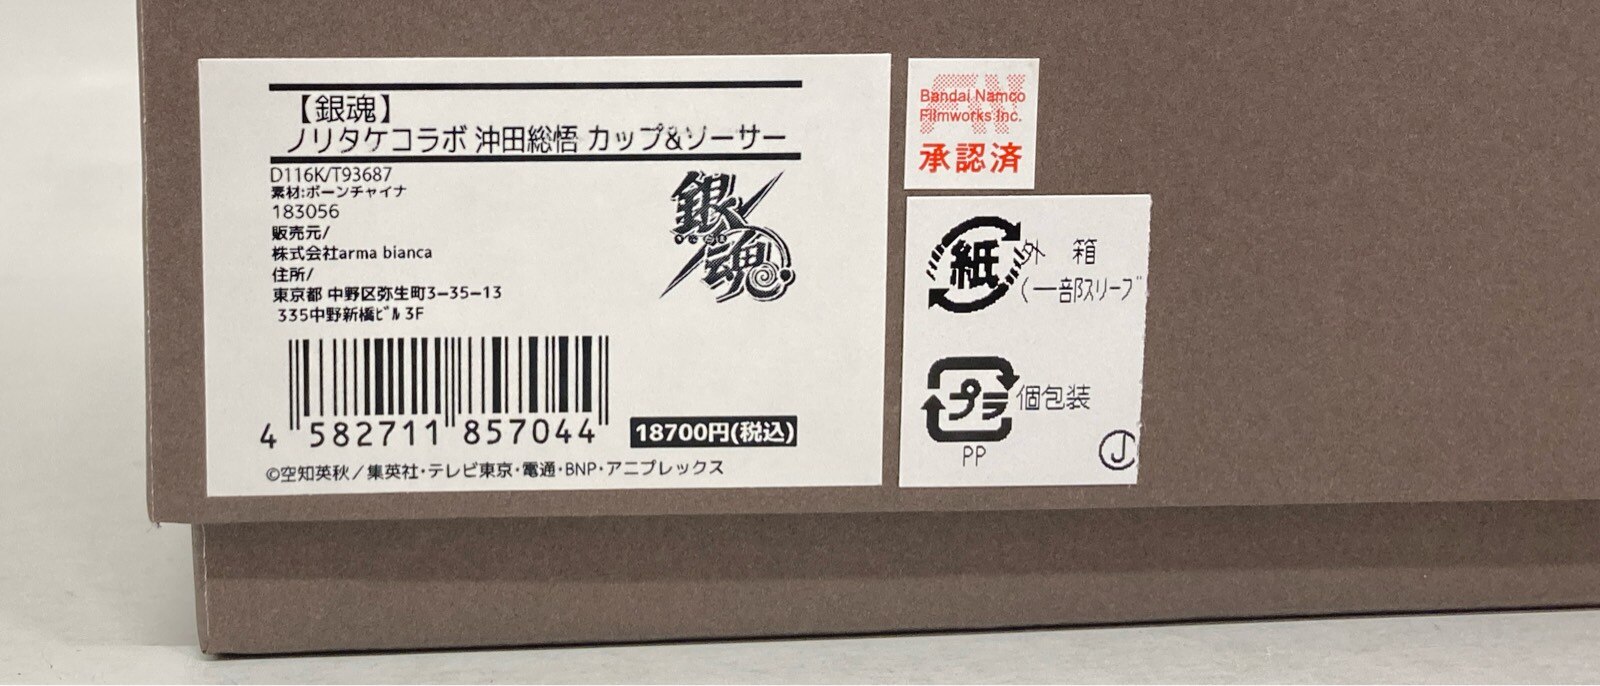 【銀魂】
ノリタケコラボ 沖田総悟 カップ&ソーサー
D116K/T93687
素材:ボーンチャイナ
183056
販売元/
株式会社arma bianca
住所/
東京都 中野区弥生町3-35-13
335中野新橋ビル 3F
銀魂
4 582711 857044
18700円(税込)
©空知英秋/集英社・テレビ東京・電通・BNP・アニプレックス
Bandai Namco
Filmworks Inc.
承認済
紙 外 箱
(一部スリーブ
プラ 個包装
PP
J